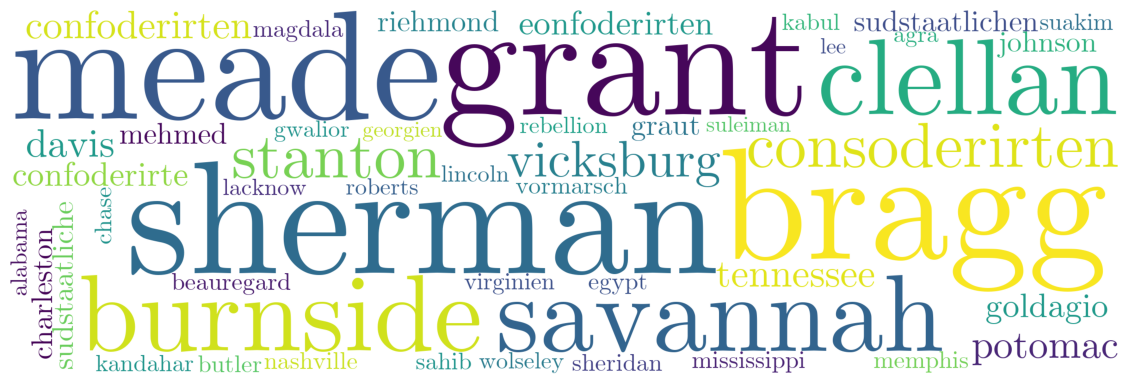 confoderirten magdala riehmond eonfoderirten kabul sudstaatlichen suakim
meade grant lee agra johnson
clellan
davis mehmed gwalior georgien rebellion graut suleiman
stanton vicksburg consoderirten
confoderirte lacknow roberts lincoln vormarsch
chase sherman bragg
alabama charleston sudstaatliche
beauregard virginien egypt tennessee
burnside savannah goldagio
kandahar butler nashville sahib wolseley sheridan mississippi memphis potomac